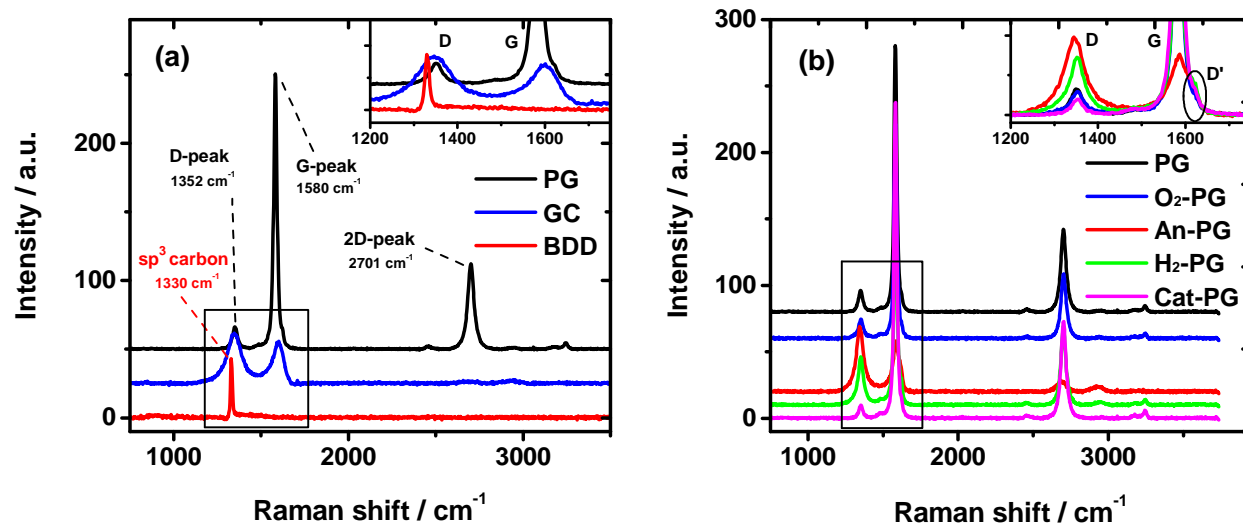 (a)
D
G
1200
1400
1600
200
100
0
D-peak
1352 cm⁻¹
G-peak
1580 cm⁻¹
PG
GC
BDD
2D-peak
2701 cm⁻¹
sp³ carbon
1330 cm⁻¹
1000
2000
3000
Intensity / a.u.
Raman shift / cm⁻¹
(b)
D
G
D'
1200
1400
1600
300
200
100
0
PG
O₂-PG
An-PG
H₂-PG
Cat-PG
1000
2000
3000
Intensity / a.u.
Raman shift / cm⁻¹